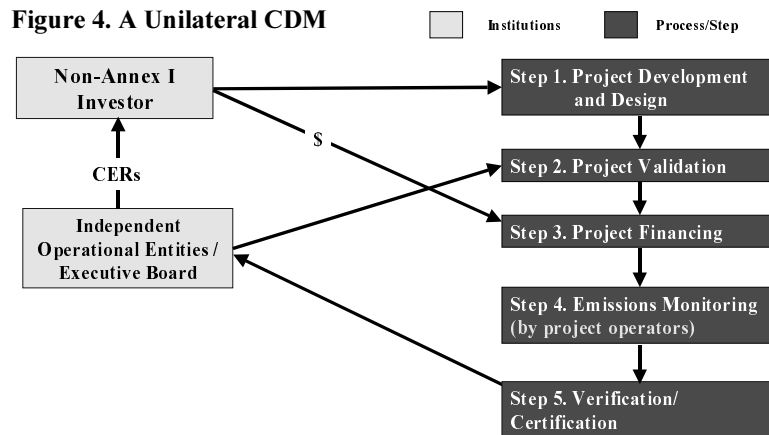 Figure 4. A Unilateral CDM
Institutions
Process/Step
Non-Annex I
Investor
$
CERs
Independent
Operational Entities /
Executive Board
Step 1. Project Development
and Design
Step 2. Project Validation
Step 3. Project Financing
Step 4. Emissions Monitoring
(by project operators)
Step 5. Verification/
Certification